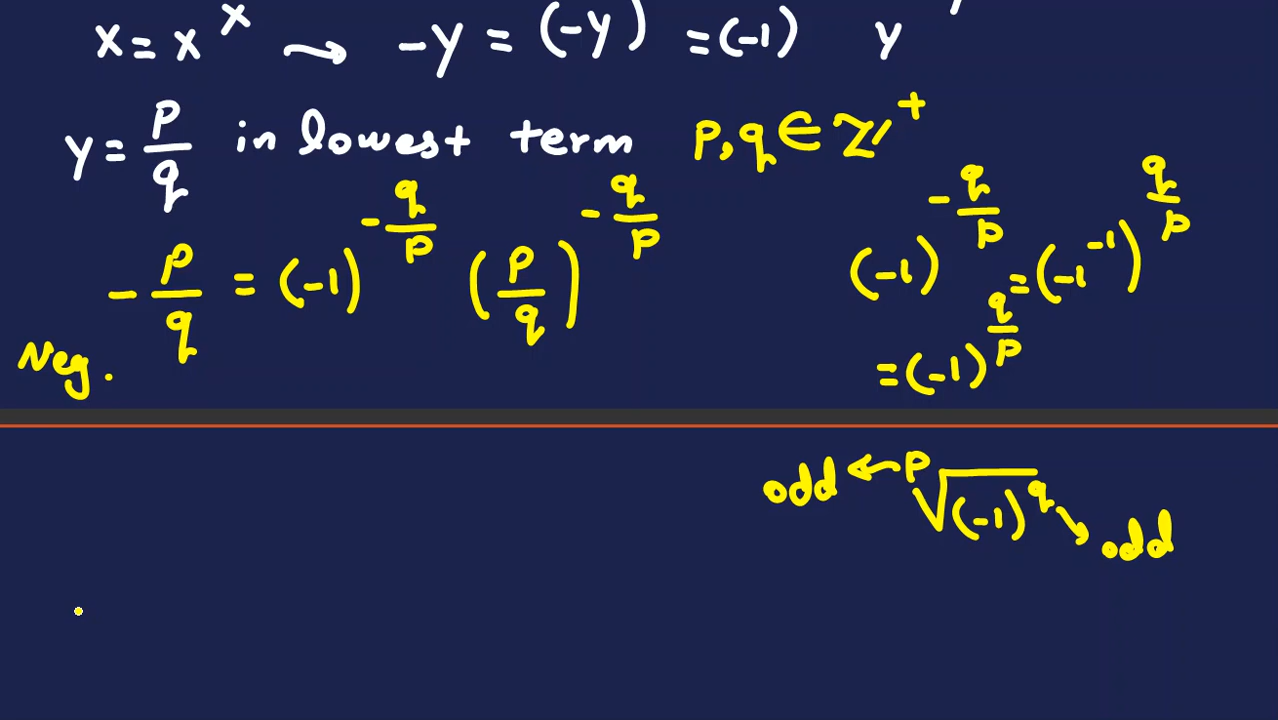 x = x^x → -y = (-y) = (-1) y
y = p/q in lowest term p, q ∈ ℤ^+
-p/q = (-1)^(-q/p) (p/q)^(-q/p) (-1)^(-q/p) = (-1^-1)^(q/p)
Neg. = (-1)^(q/p)
odd ← ᵖ√(-1)^q → odd